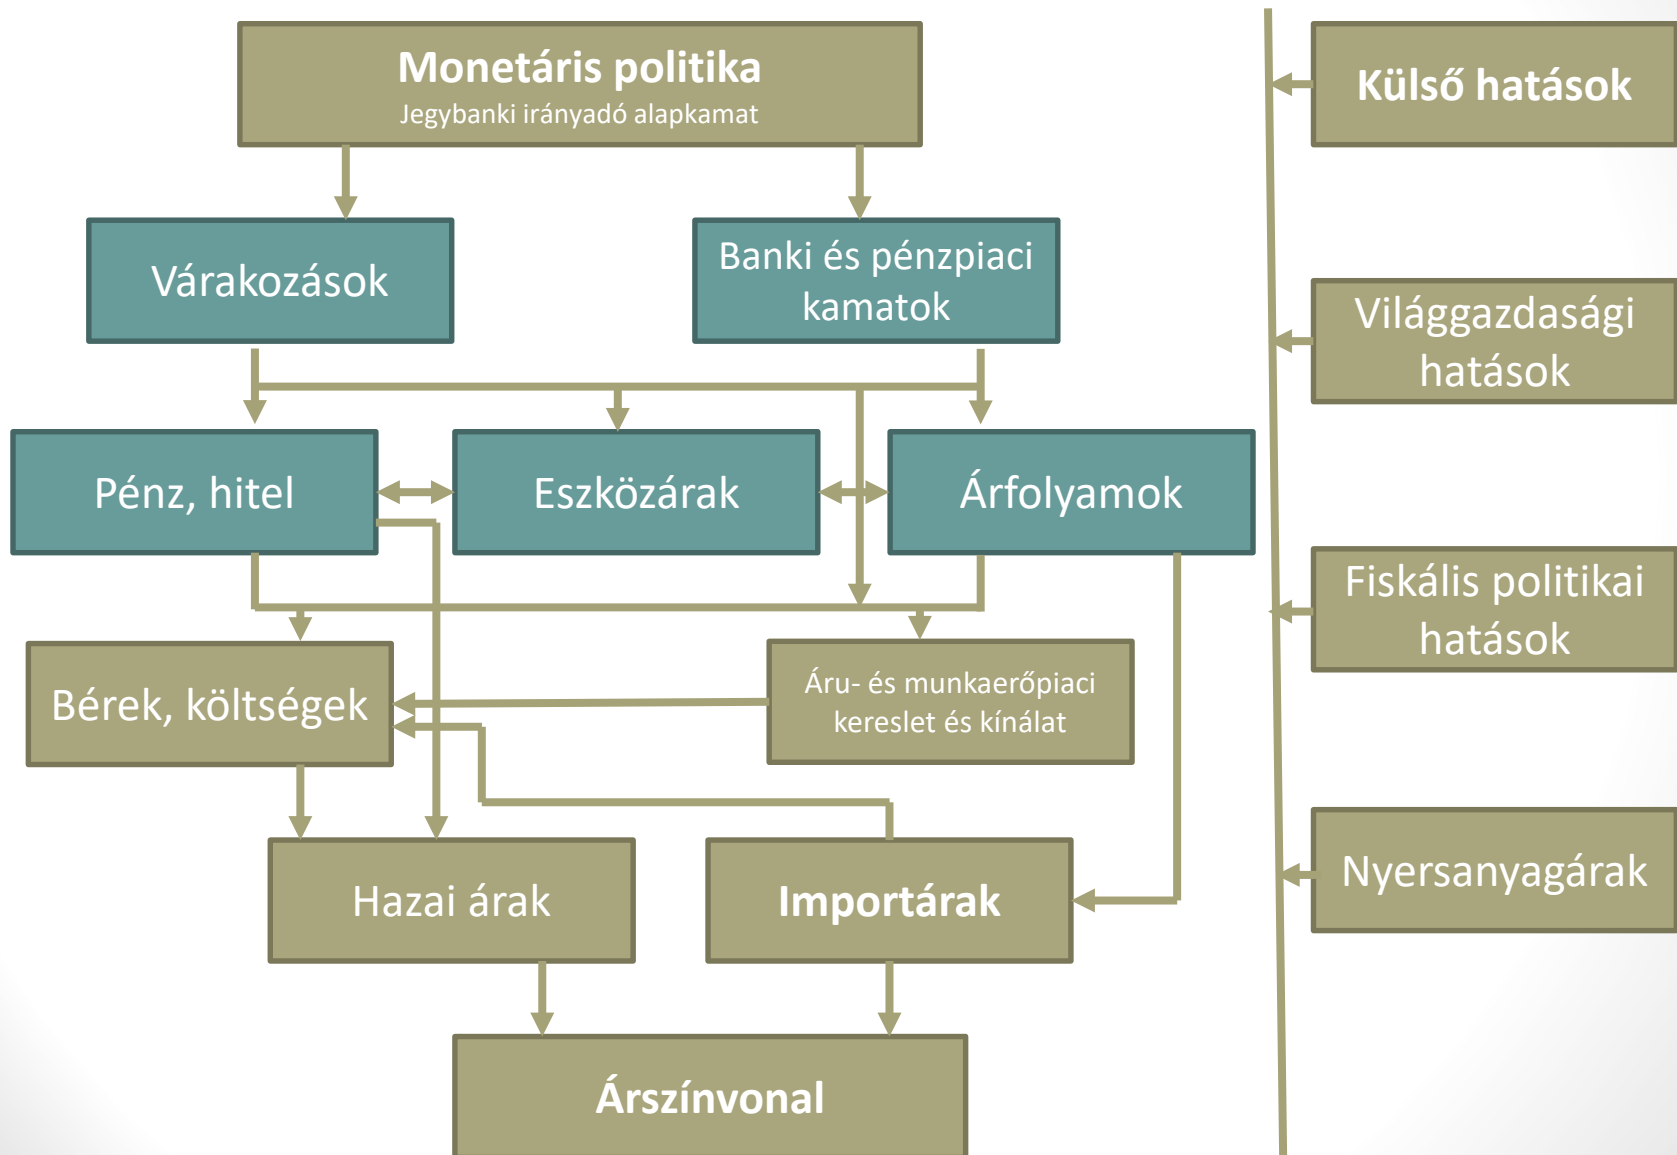 Monetáris politika
Jegybanki irányadó alapkamat
Várakozások
Banki és pénzpiaci
kamatok
Pénz, hitel
Eszközárak
Árfolyamok
Bérek, költségek
Áru- és munkaerőpiaci
kereslet és kínálat
Hazai árak
Importárak
Árszínvonal
Külső hatások
Világgazdasági
hatások
Fiskális politikai
hatások
Nyersanyagárak